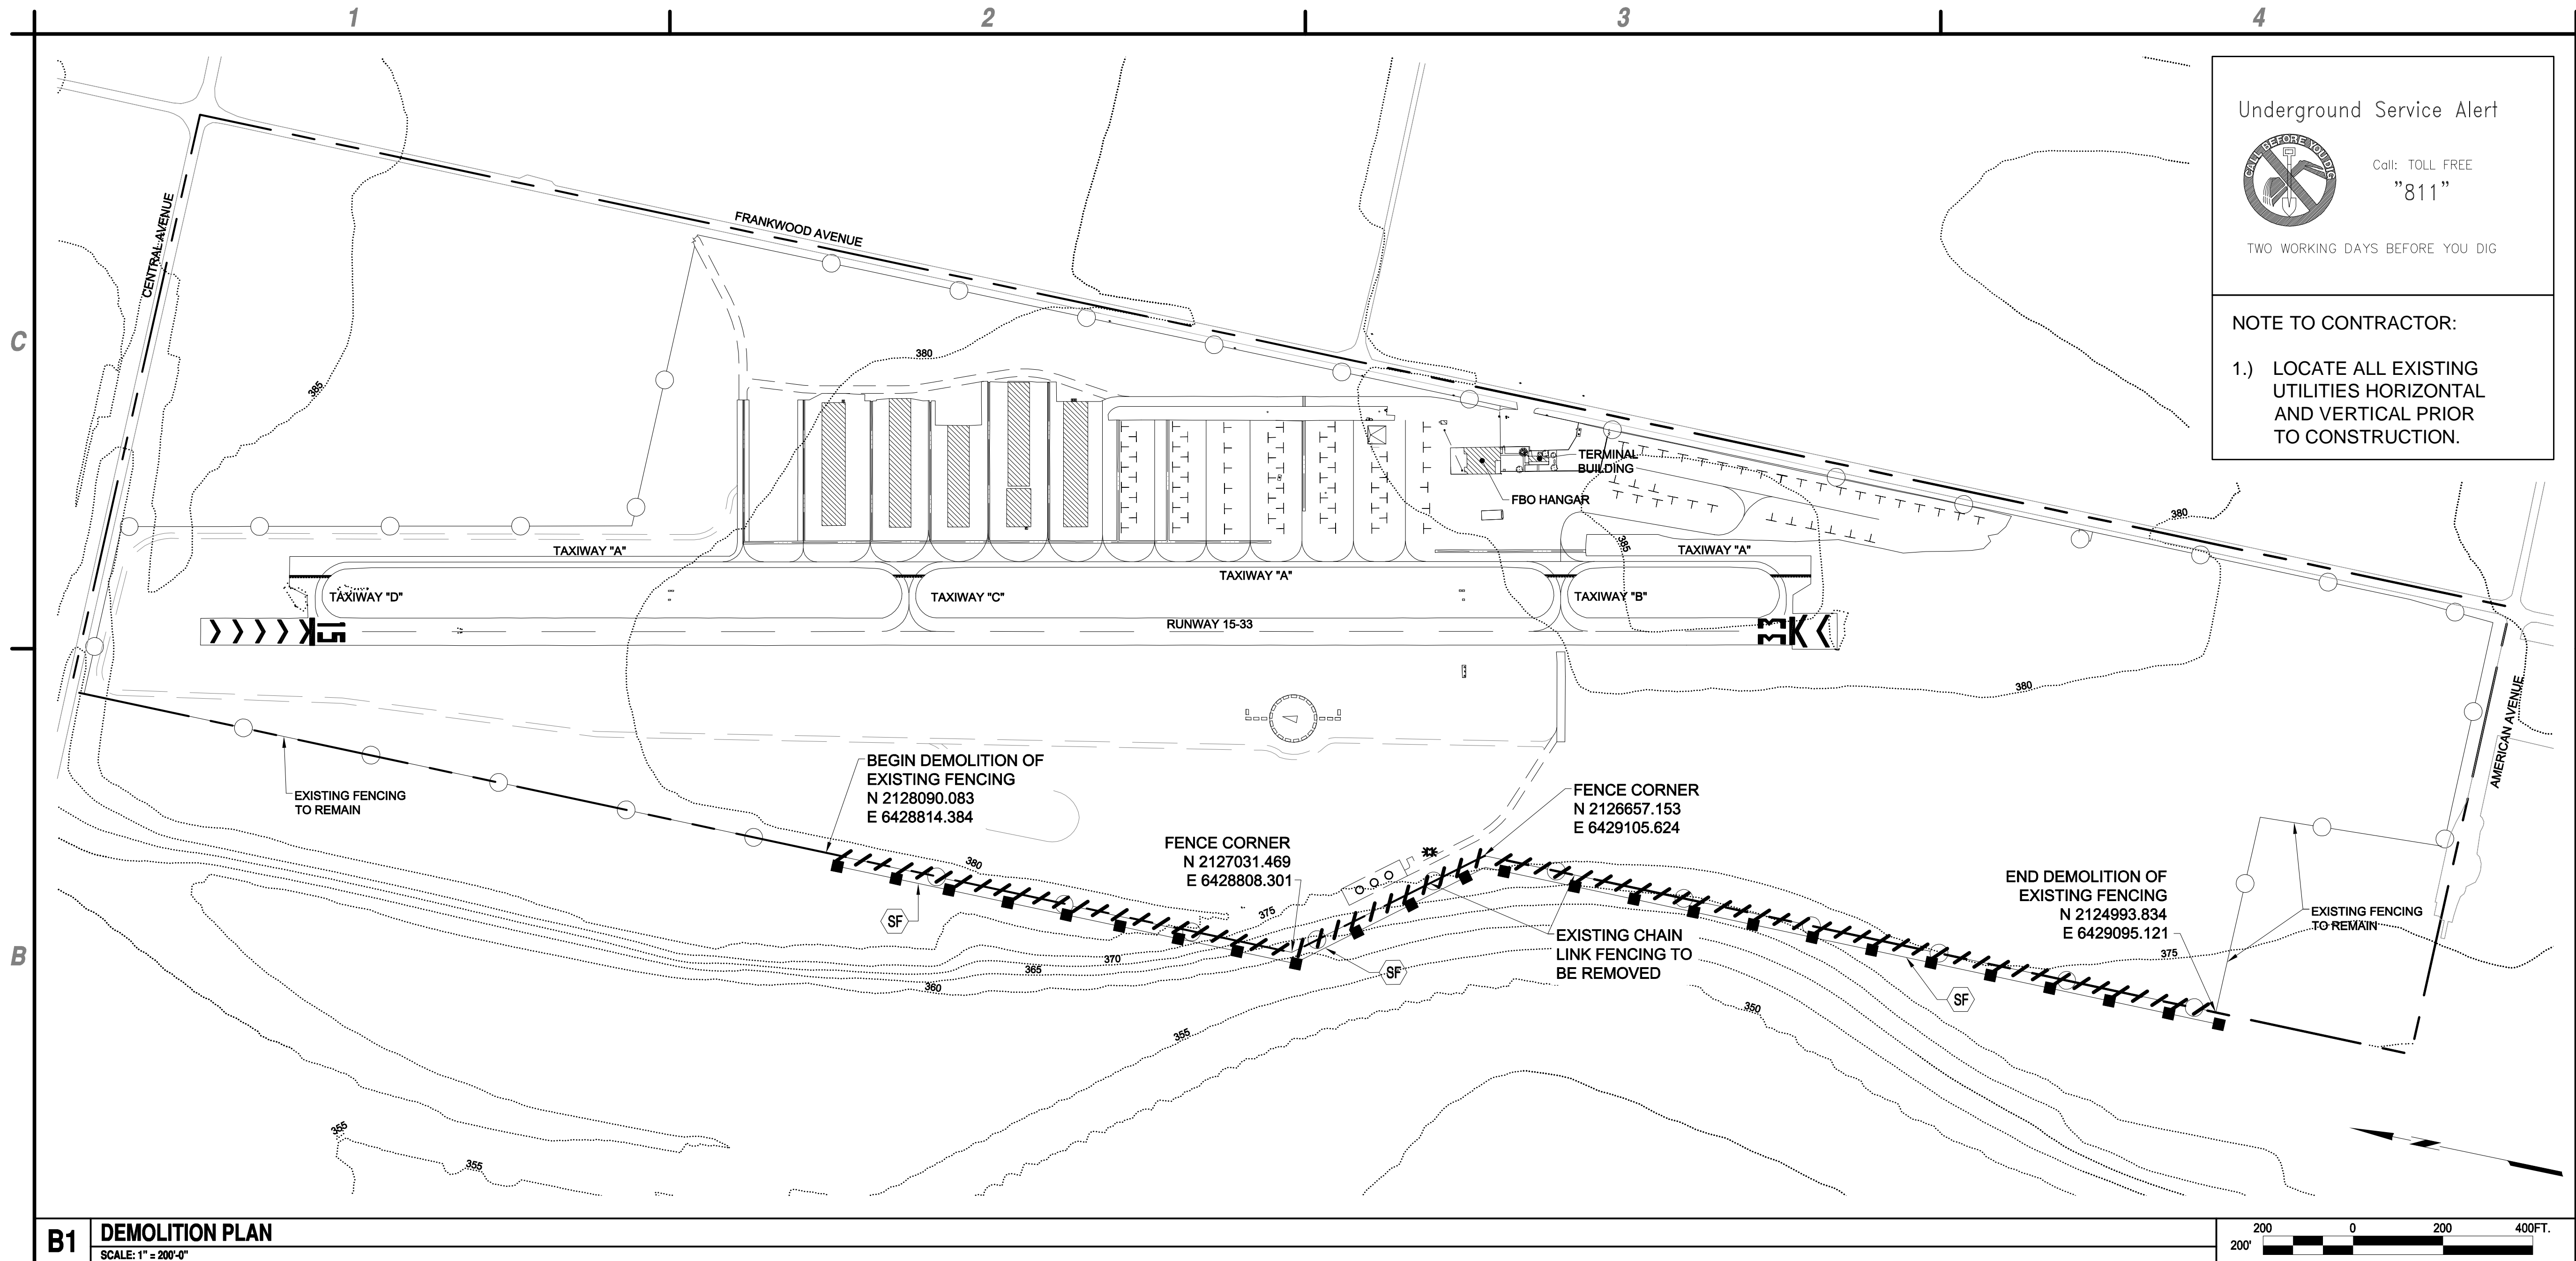 1
2
3
4
C
B
Underground Service Alert
CALL BEFORE YOU DIG
Call: TOLL FREE
"811"
TWO WORKING DAYS BEFORE YOU DIG
NOTE TO CONTRACTOR:
1.) LOCATE ALL EXISTING
UTILITIES HORIZONTAL
AND VERTICAL PRIOR
TO CONSTRUCTION.
CENTRAL AVENUE
FRANKWOOD AVENUE
385
380
TERMINAL
BUILDING
FBO HANGAR
380
385
TAXIWAY "A"
TAXIWAY "A"
TAXIWAY "A"
TAXIWAY "D"
TAXIWAY "C"
TAXIWAY "B"
15
RUNWAY 15-33
33
380
AMERICAN AVENUE
EXISTING FENCING
TO REMAIN
BEGIN DEMOLITION OF
EXISTING FENCING
N 2128090.083
E 6428814.384
FENCE CORNER
N 2127031.469
E 6428808.301
FENCE CORNER
N 2126657.153
E 6429105.624
END DEMOLITION OF
EXISTING FENCING
N 2124993.834
E 6429095.121
EXISTING FENCING
TO REMAIN
EXISTING CHAIN
LINK FENCING TO
BE REMOVED
380
375
375
370
365
360
SF
SF
SF
355
350
355
355
B1
DEMOLITION PLAN
SCALE: 1" = 200'-0"
200 0 200 400FT.
200'